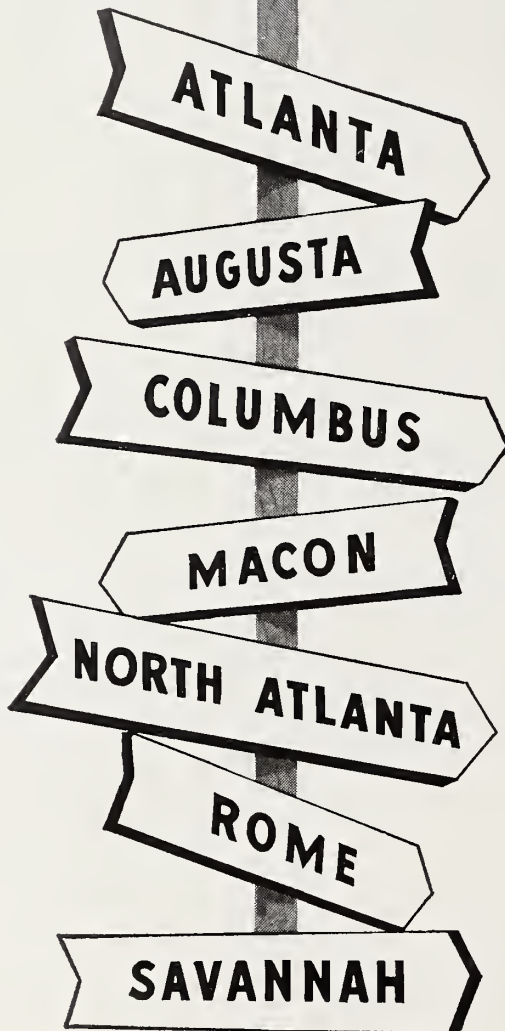 ATLANTA
AUGUSTA
COLUMBUS
MACON
NORTH ATLANTA
ROME
SAVANNAH